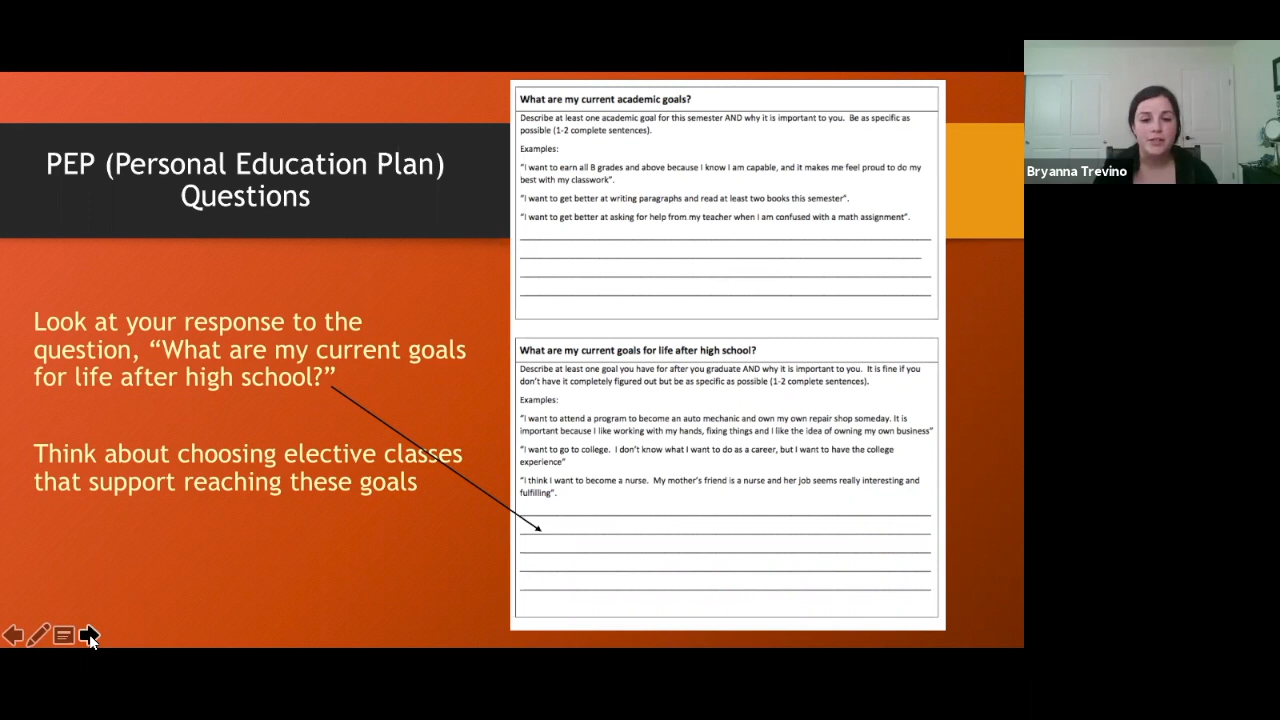 PEP (Personal Education Plan)
Questions
Look at your response to the
question, “What are my current goals
for life after high school?”
Think about choosing elective classes
that support reaching these goals
What are my current academic goals?
Describe at least one academic goal for this semester AND why it is important to you.  Be as specific as
possible (1-2 complete sentences).
Examples:
“I want to earn all B grades and above because I know I am capable, and it makes me feel proud to do my
best with my classwork”.
“I want to get better at writing paragraphs and read at least two books this semester”.
“I want to get better at asking for help from my teacher when I am confused with a math assignment”.
What are my current goals for life after high school?
Describe at least one goal you have for after you graduate AND why it is important to you.  It is fine if you
don’t have it completely figured out but be as specific as possible (1-2 complete sentences).
Examples:
“I want to attend a program to become an auto mechanic and own my own repair shop someday. It is
important because I like working with my hands, fixing things and I like the idea of owning my own business”
“I want to go to college.  I don’t know what I want to do as a career, but I want to have the college
experience”
“I think I want to become a nurse.  My mother’s friend is a nurse and her job seems really interesting and
fulfilling”.
Bryanna Trevino